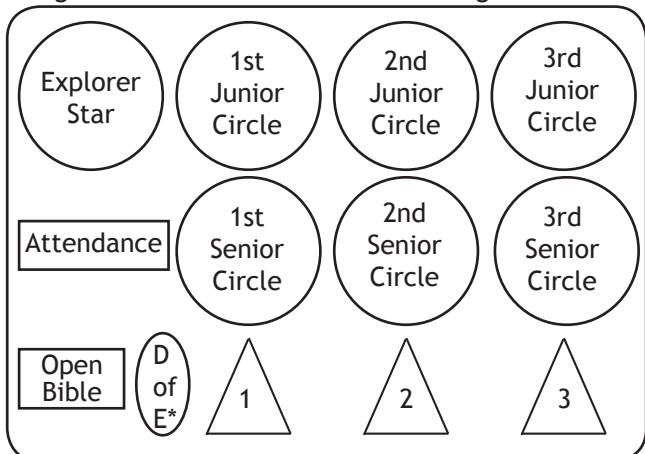 Explorer
Star
1st
Junior
Circle
2nd
Junior
Circle
3rd
Junior
Circle
Attendance
1st
Senior
Circle
2nd
Senior
Circle
3rd
Senior
Circle
Open
Bible
D
of
E*
1
2
3